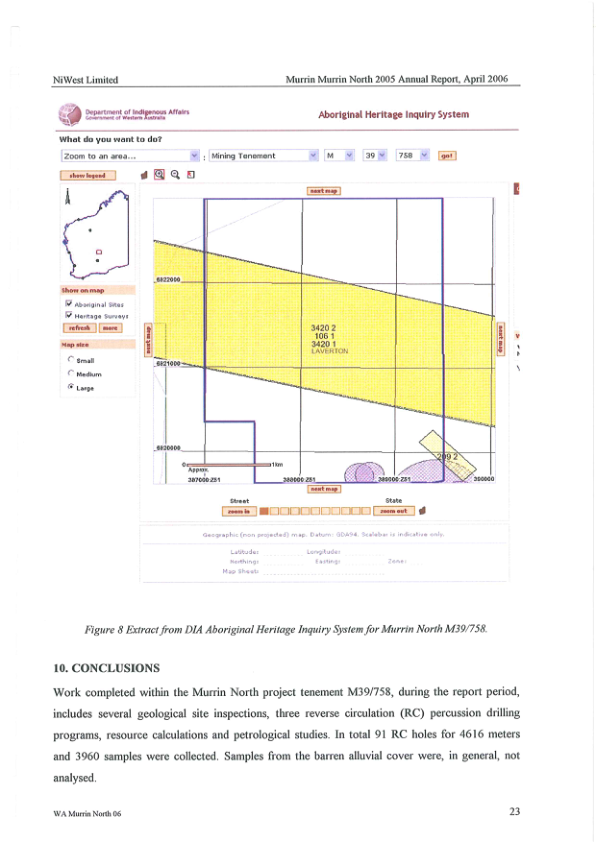 NiWest Limited Murrin Murrin North 2005 Annual Report, April 2006
Department of Indigenous Affairs
Government of Western Australia
Aboriginal Heritage Inquiry System
What do you want to do?
Zoom to an area... : Mining Tenement M 39 758 go!
show legend
next map
Show on map
Aboriginal Sites
Heritage Surveys
refresh more
Map size
Small
Medium
Large
next map
next map
6822000
6821000
6820000
3420 2
106 1
3420 1
LAVERTON
209 2
0 1km
Approx.
387000:Z51 388000:Z51 389000:Z51 390000
next map
Street State
zoom in zoom out
Geographic (non projected) map. Datum: GDA94. Scalebar is indicative only.
Latitude: Longitude:
Northing: Easting: Zone:
Map Sheet:
Figure 8 Extract from DIA Aboriginal Heritage Inquiry System for Murrin North M39/758.
10. CONCLUSIONS
Work completed within the Murrin North project tenement M39/758, during the report period,
includes several geological site inspections, three reverse circulation (RC) percussion drilling
programs, resource calculations and petrological studies. In total 91 RC holes for 4616 meters
and 3960 samples were collected. Samples from the barren alluvial cover were, in general, not
analysed.
WA Murrin North 06 23